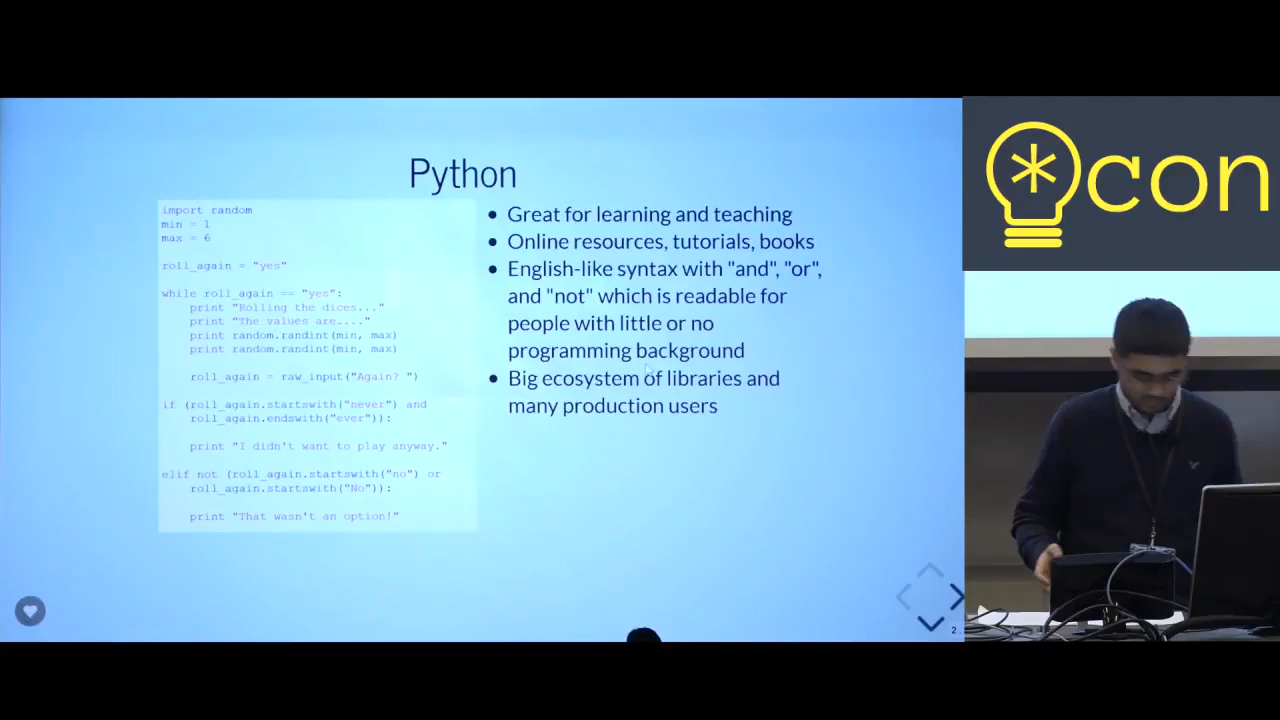 Python
import random
min = 1
max = 6
roll_again = "yes"
while roll_again == "yes":
print "Rolling the dices..."
print "The values are...."
print random.randint(min, max)
print random.randint(min, max)
roll_again = raw_input("Again? ")
if (roll_again.startswith("never") and
roll_again.endswith("ever")):
print "I didn't want to play anyway."
elif not (roll_again.startswith("no") or
roll_again.startswith("No")):
print "That wasn't an option!"
• Great for learning and teaching
• Online resources, tutorials, books
• English-like syntax with "and", "or",
and "not" which is readable for
people with little or no
programming background
• Big ecosystem of libraries and
many production users
2
*con